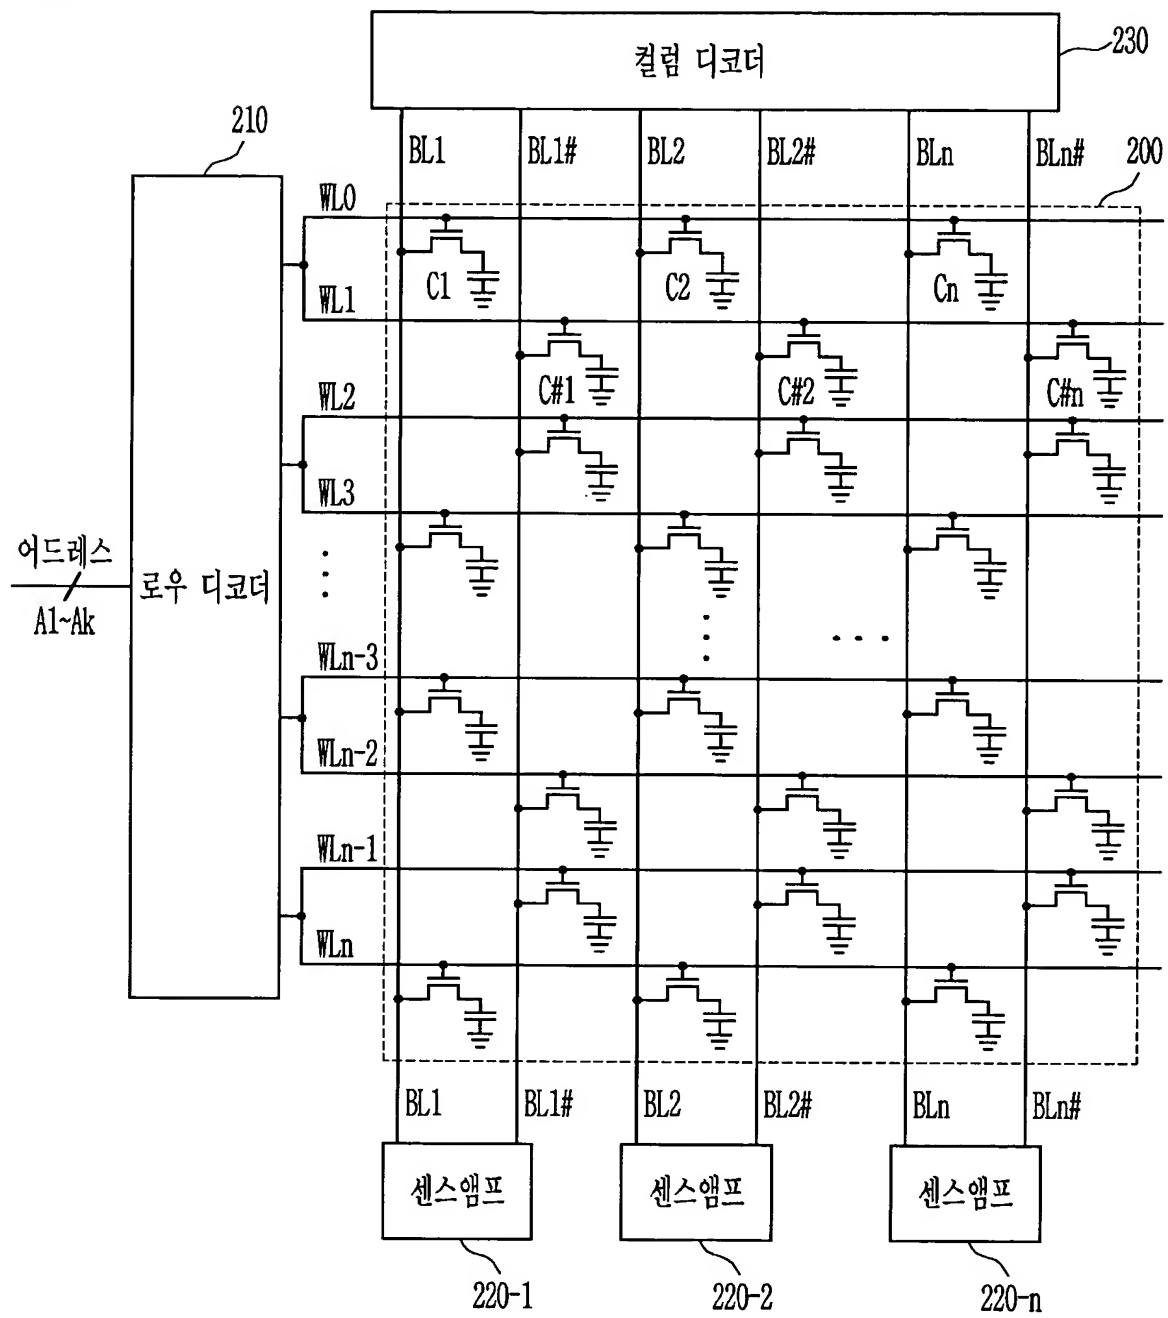 컬럼 디코더
230
210
BL1
BL1#
BL2
BL2#
BLn
BLn#
200
WL0
C1
C2
Cn
WL1
C#1
C#2
C#n
WL2
WL3
어드레스
로우 디코더
A1~Ak
WLn-3
WLn-2
WLn-1
WLn
BL1
BL1#
BL2
BL2#
BLn
BLn#
센스앰프
센스앰프
센스앰프
220-1
220-2
220-n